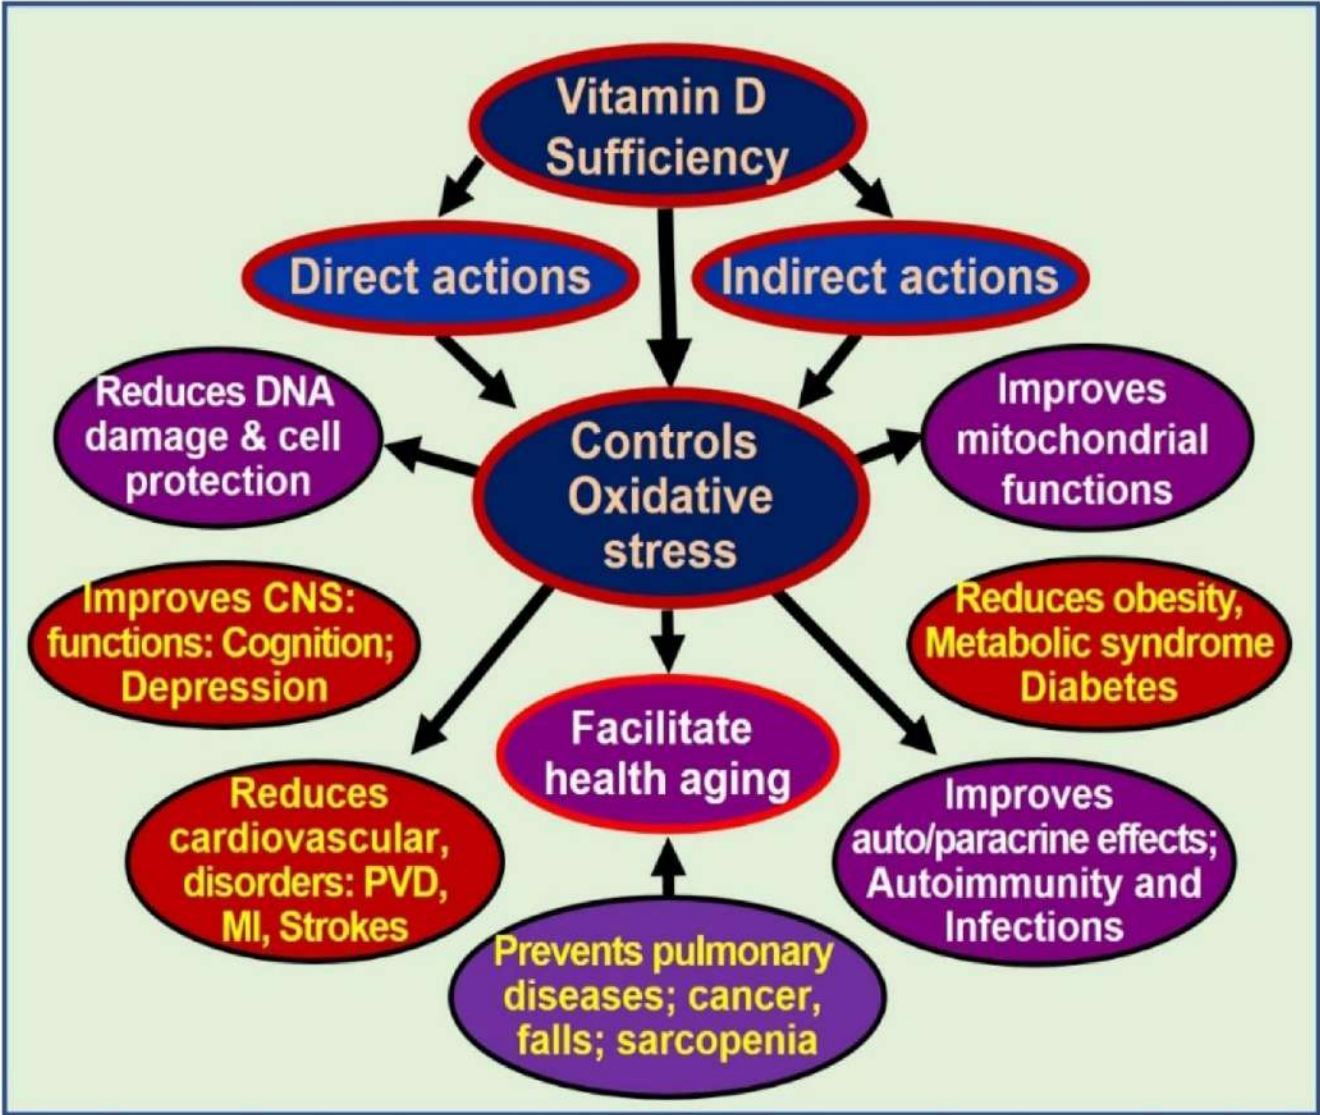 Vitamin D
Sufficiency
Direct actions
Indirect actions
Reduces DNA
damage & cell
protection
Controls
Oxidative
stress
Improves
mitochondrial
functions
Improves CNS:
functions: Cognition;
Depression
Reduces obesity,
Metabolic syndrome
Diabetes
Facilitate
health aging
Reduces
cardiovascular,
disorders: PVD,
MI, Strokes
Improves
auto/paracrine effects;
Autoimmunity and
Infections
Prevents pulmonary
diseases; cancer,
falls; sarcopenia